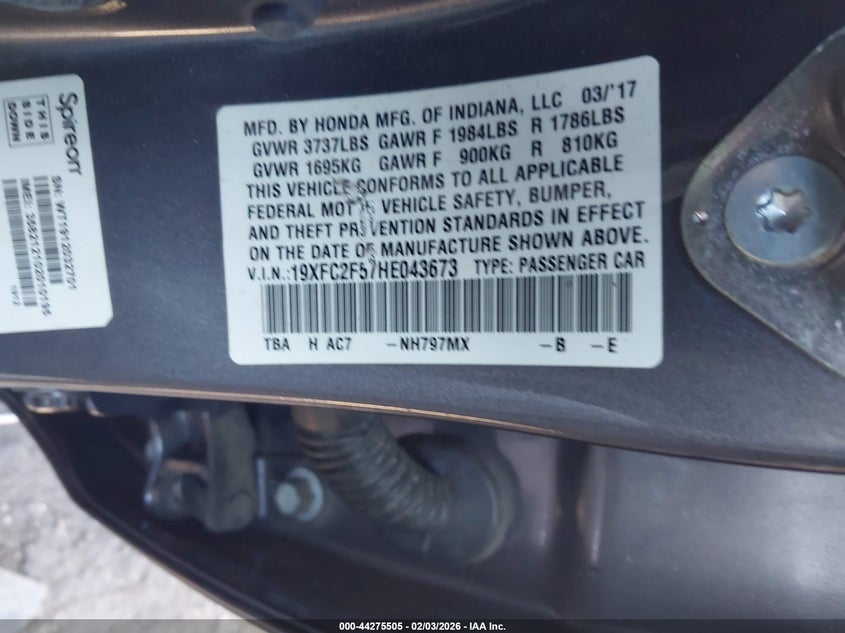 Spireon
THIS
SIDE
DOWN
MFD. BY HONDA MFG. OF INDIANA, LLC 03/'17
GVWR 3737LBS GAWR F 1984LBS R 1786LBS
GVWR 1695KG GAWR F 900KG R 810KG
THIS VEHICLE CONFORMS TO ALL APPLICABLE
FEDERAL MOTOR VEHICLE SAFETY, BUMPER,
AND THEFT PREVENTION STANDARDS IN EFFECT
ON THE DATE OF MANUFACTURE SHOWN ABOVE.
V.I.N.:19XFC2F57HE043673 TYPE: PASSENGER CAR
TBA H AC7 -NH797MX -B -E
000-44275505 | 02/03/2026 | IAA Inc.